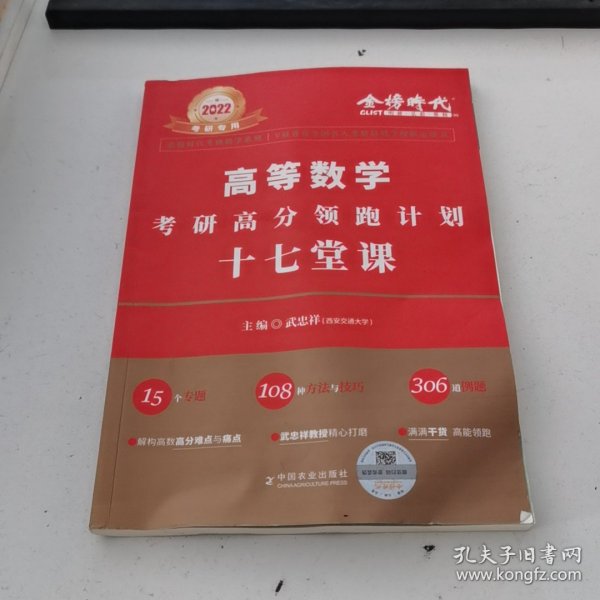 2022
考研专用
金榜时代
GLIST
高等数学
考研高分领跑计划
十七堂课
主编◎武忠祥(西安交通大学)
15个专题
108种方法与技巧
306道例题
解构高数高分难点与痛点
武忠祥教授精心打磨
满满干货 高能领跑
中国农业出版社
CHINA AGRICULTURE PRESS
孔夫子旧书网
www.kongfz.com